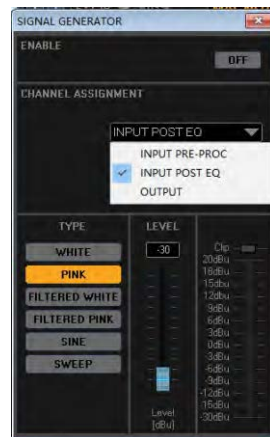 SIGNAL GENERATOR
ENABLE
OFF
CHANNEL ASSIGNMENT
INPUT POST EQ
INPUT PRE-PROC
INPUT POST EQ
OUTPUT
TYPE
WHITE
PINK
FILTERED WHITE
FILTERED PINK
SINE
SWEEP
LEVEL
-30
Level
[dBu]
Clip
20dBu
18dBu
15dbu
12dbu
9dBu
6dBu
3dBu
0dBu
-3dBu
-6dBu
-9dBu
-12dBu
-15dBu
-30dBu